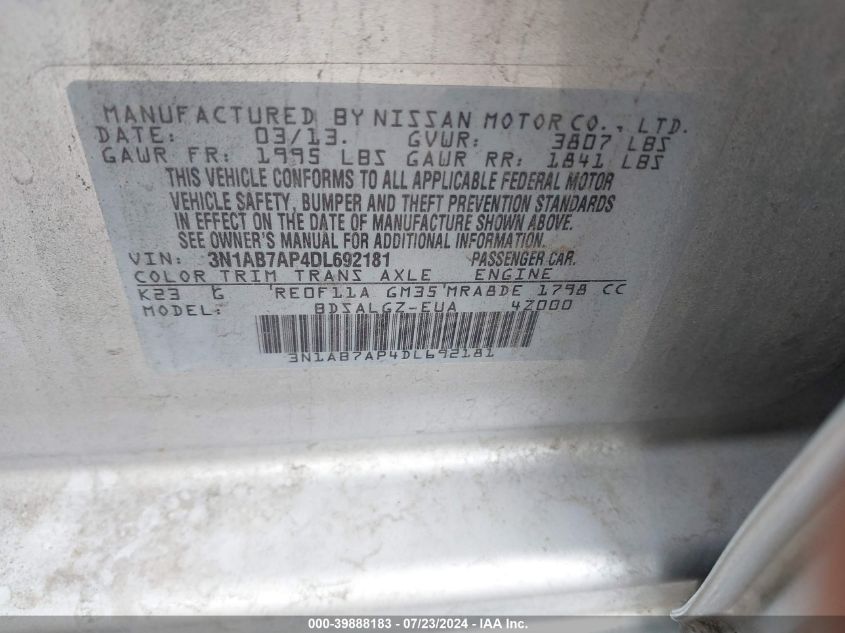 MANUFACTURED BY NISSAN MOTOR CO., LTD.
DATE: 03/13. GVWR: 3807 LBS
GAWR FR: 1995 LBS GAWR RR: 1841 LBS
THIS VEHICLE CONFORMS TO ALL APPLICABLE FEDERAL MOTOR
VEHICLE SAFETY, BUMPER AND THEFT PREVENTION STANDARDS
IN EFFECT ON THE DATE OF MANUFACTURE SHOWN ABOVE.
SEE OWNER'S MANUAL FOR ADDITIONAL INFORMATION.
VIN: 3N1AB7AP4DL692181 PASSENGER CAR.
COLOR TRIM TRANS AXLE ENGINE
K23 G RE0F11A GM35 MRA8DE 1798 CC
MODEL: BDSALGZ-EUA 4Z000
3N1AB7AP4DL692181
000-39888183 / 07/23/2024 - Copyright © IAA, Inc.